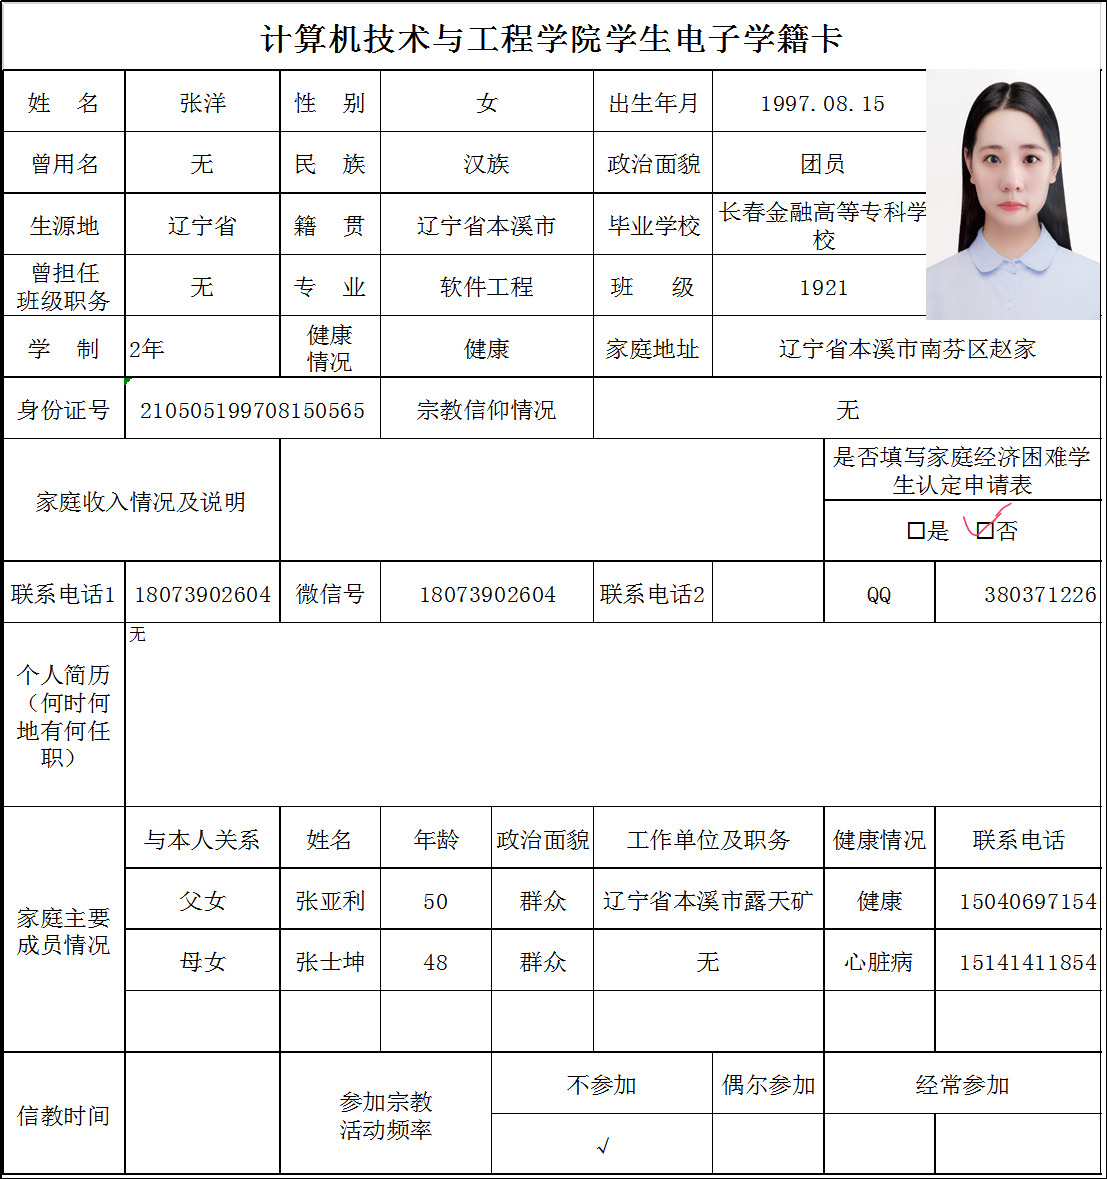 计算机技术与工程学院学生电子学籍卡
姓 名 张洋 性 别 女 出生年月 1997.08.15
曾用名 无 民 族 汉族 政治面貌 团员
生源地 辽宁省 籍 贯 辽宁省本溪市 毕业学校 长春金融高等专科学
校
曾担任
班级职务 无 专 业 软件工程 班 级 1921
学 制 2年 健康
情况 健康 家庭地址 辽宁省本溪市南芬区赵家
身份证号 210505199708150565 宗教信仰情况 无
家庭收入情况及说明 是否填写家庭经济困难学
生认定申请表
□是 □否
联系电话1 18073902604 微信号 18073902604 联系电话2 QQ 380371226
个人简历
（何时何
地有何任
职） 无
家庭主要
成员情况
与本人关系 姓名 年龄 政治面貌 工作单位及职务 健康情况 联系电话
父女 张亚利 50 群众 辽宁省本溪市露天矿 健康 15040697154
母女 张士坤 48 群众 无 心脏病 15141411854
信教时间 参加宗教
活动频率 不参加 偶尔参加 经常参加
√